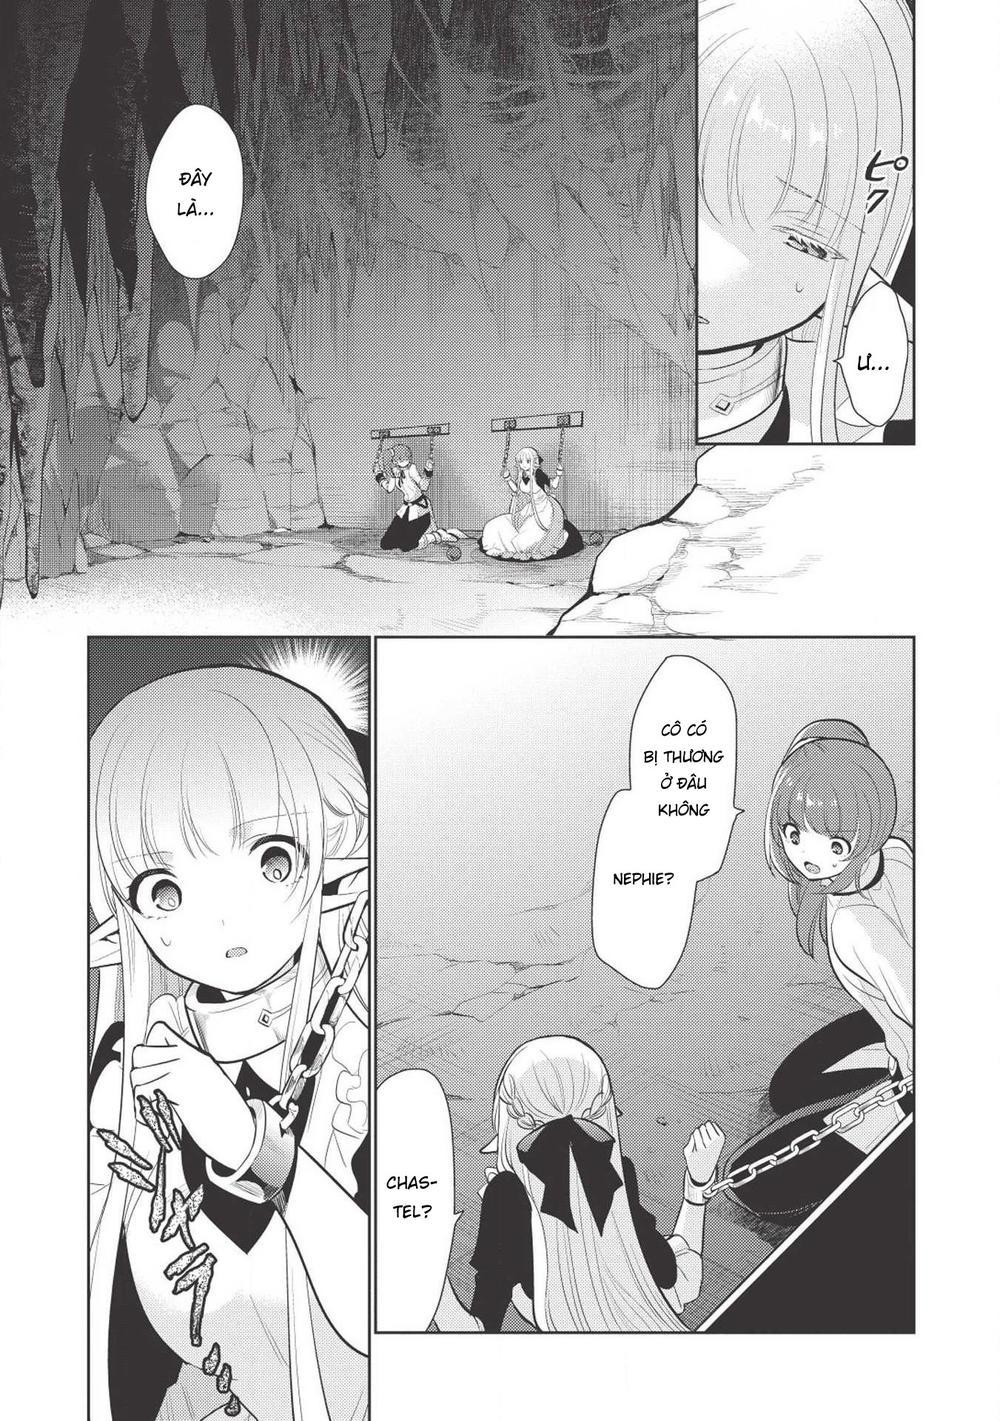 ピク
Ư...
ĐÂY
LÀ...
CÔ CÓ
BỊ THƯƠNG
Ở ĐÂU
KHÔNG
NEPHIE?
CHAS-
TEL?